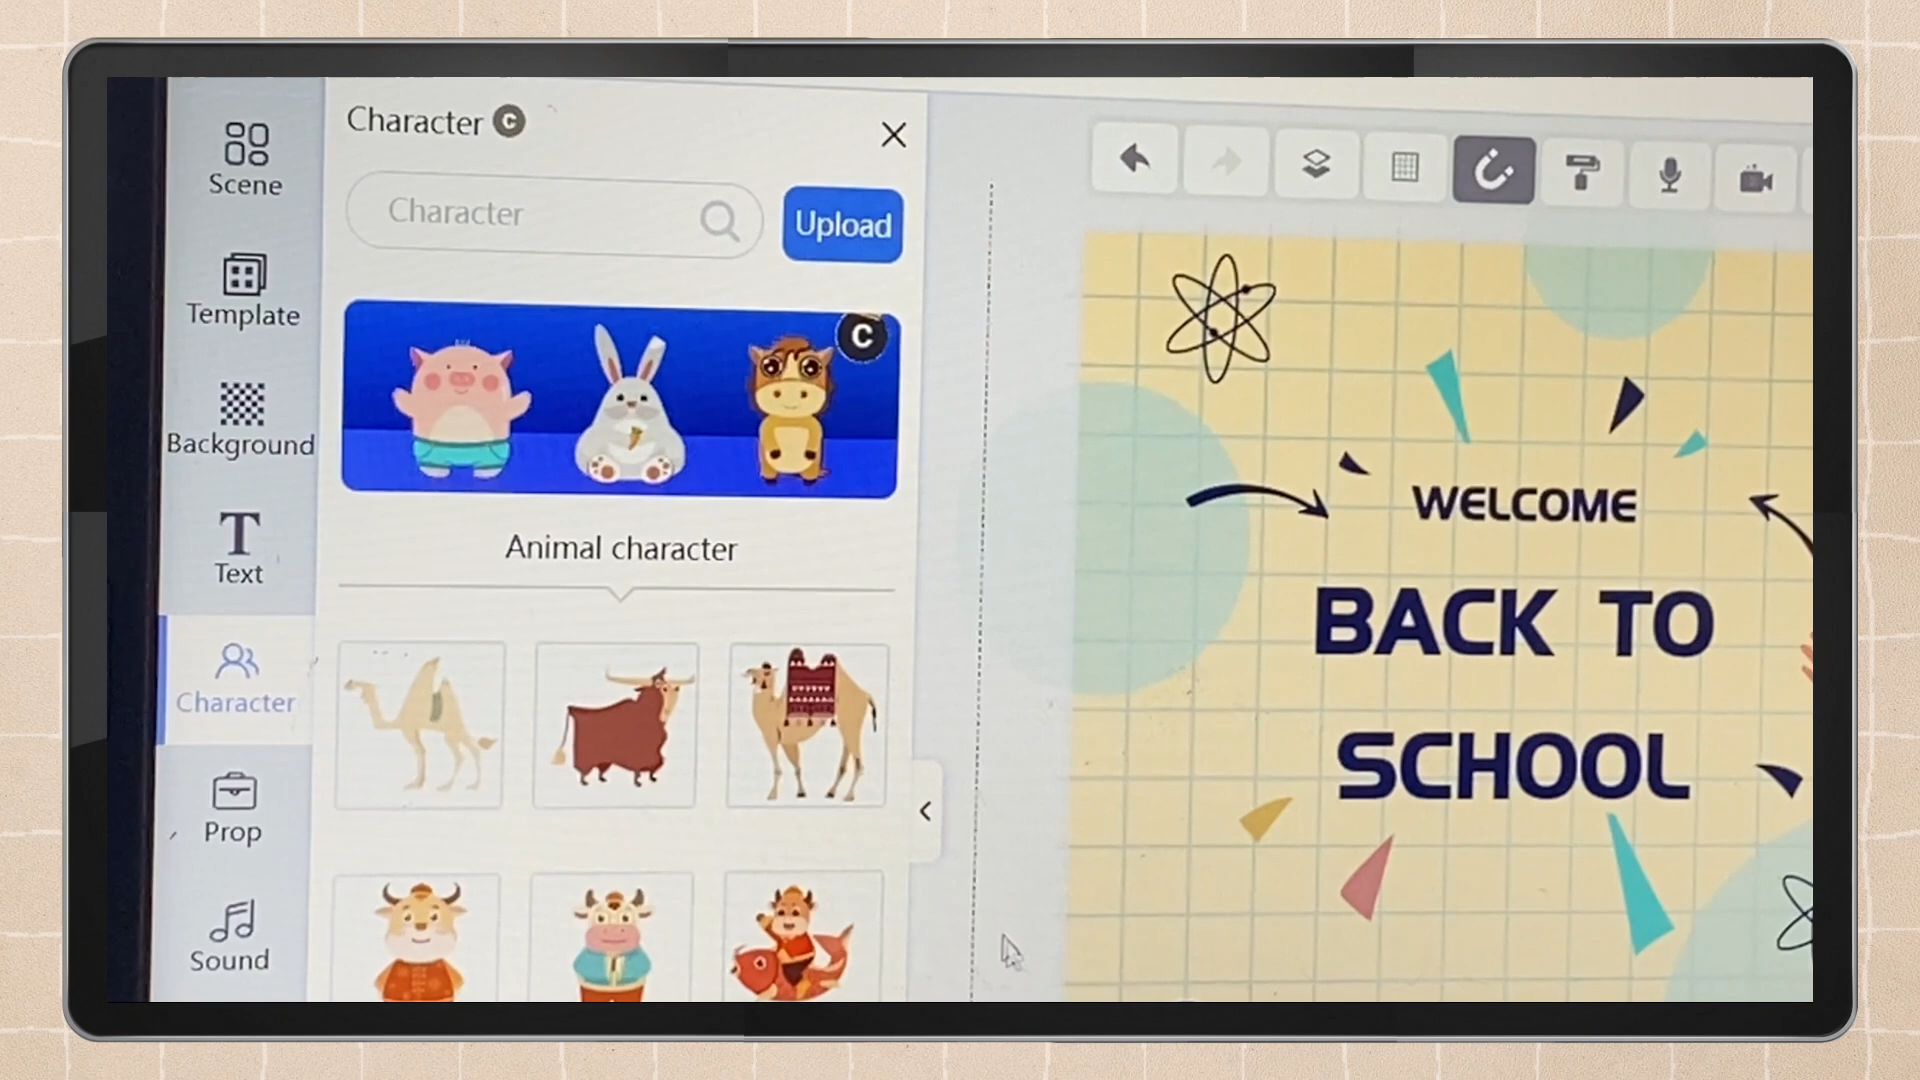 Scene
Template
Background
Text
Character
Prop
Sound
Character C
Character
Upload
C
Animal character
WELCOME
BACK TO
SCHOOL